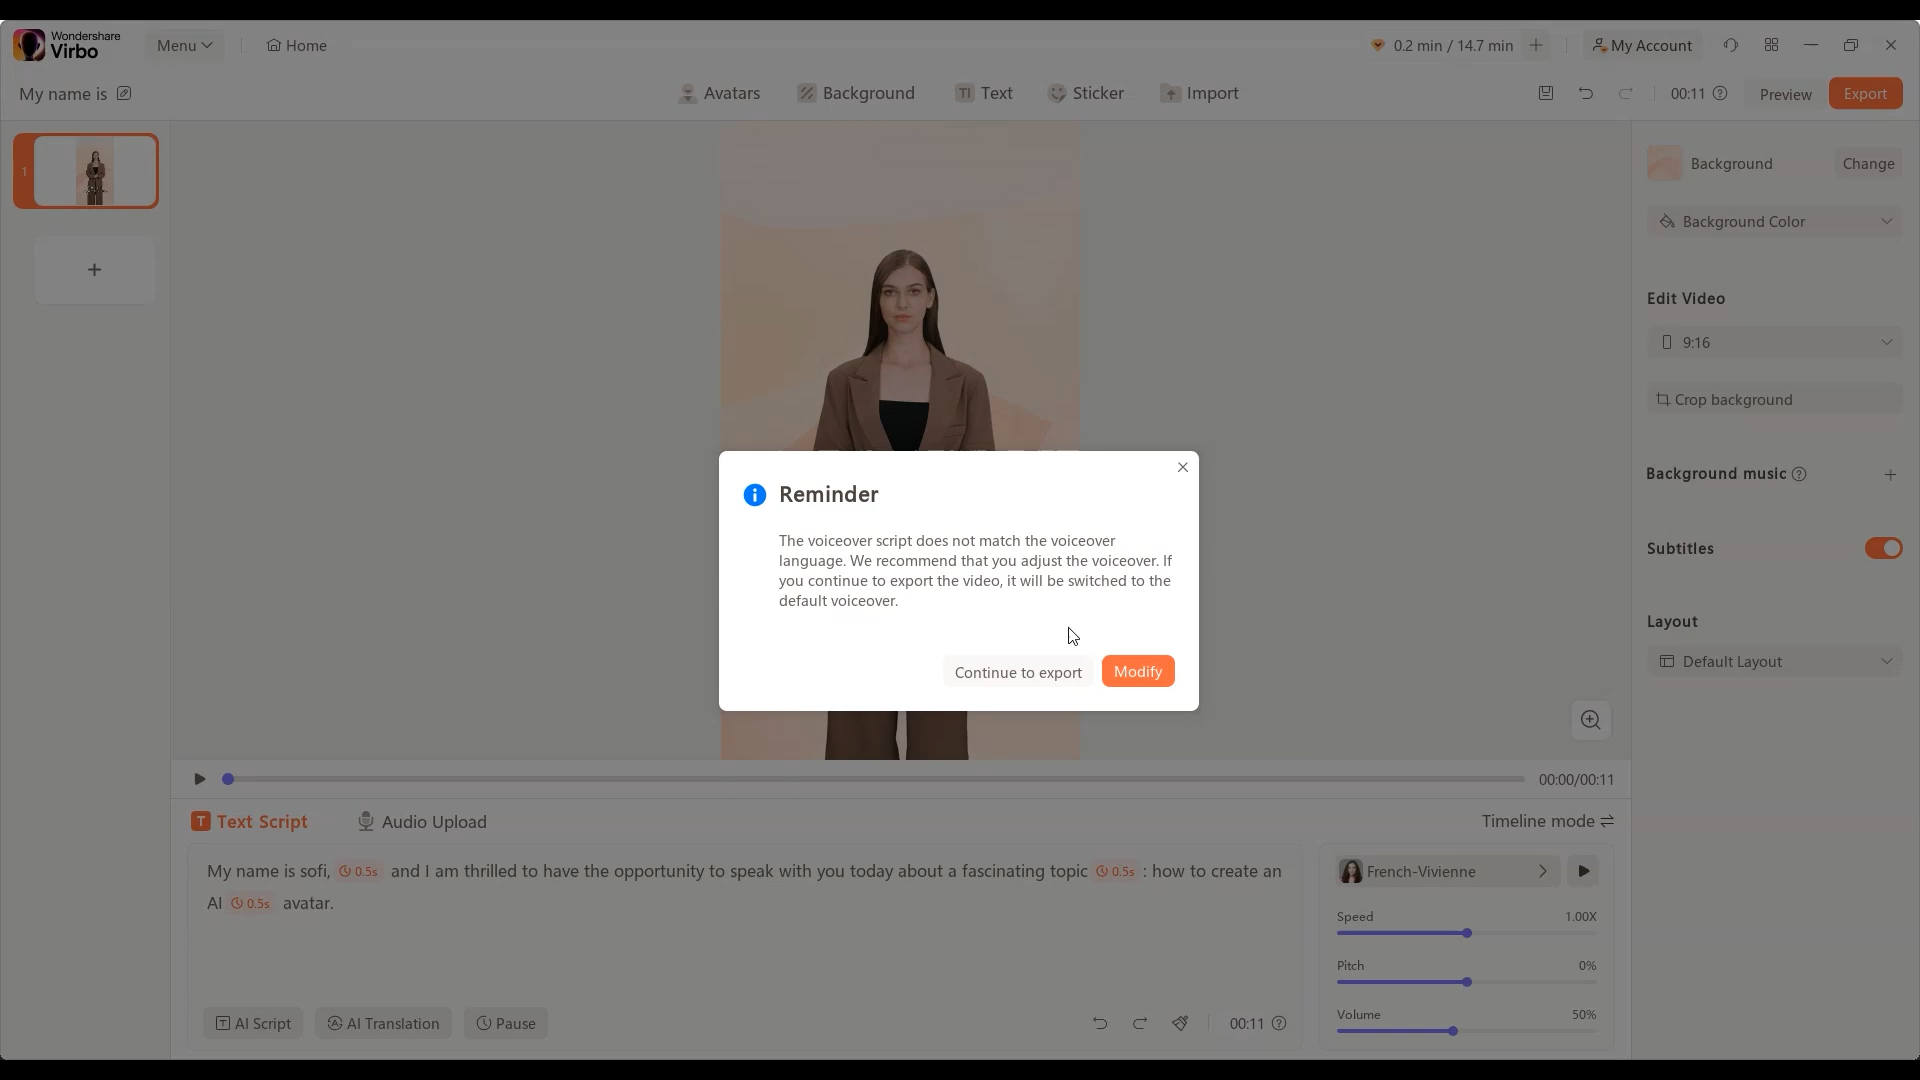 Wondershare
Virbo
Menu
Home
0.2 min / 14.7 min
My Account
My name is
Avatars
Background
Text
Sticker
Import
00:11
Preview
Export
1
Background
Change
Background Color
Edit Video
9:16
Crop background
Background music
Subtitles
Layout
Default Layout
Reminder
The voiceover script does not match the voiceover
language. We recommend that you adjust the voiceover. If
you continue to export the video, it will be switched to the
default voiceover.
Continue to export
Modify
00:00/00:11
Text Script
Audio Upload
Timeline mode
My name is sofi, 0.5s and I am thrilled to have the opportunity to speak with you today about a fascinating topic 0.5s : how to create an
AI 0.5s avatar.
French-Vivienne
Speed 1.00X
Pitch 0%
Volume 50%
AI Script
AI Translation
Pause
00:11